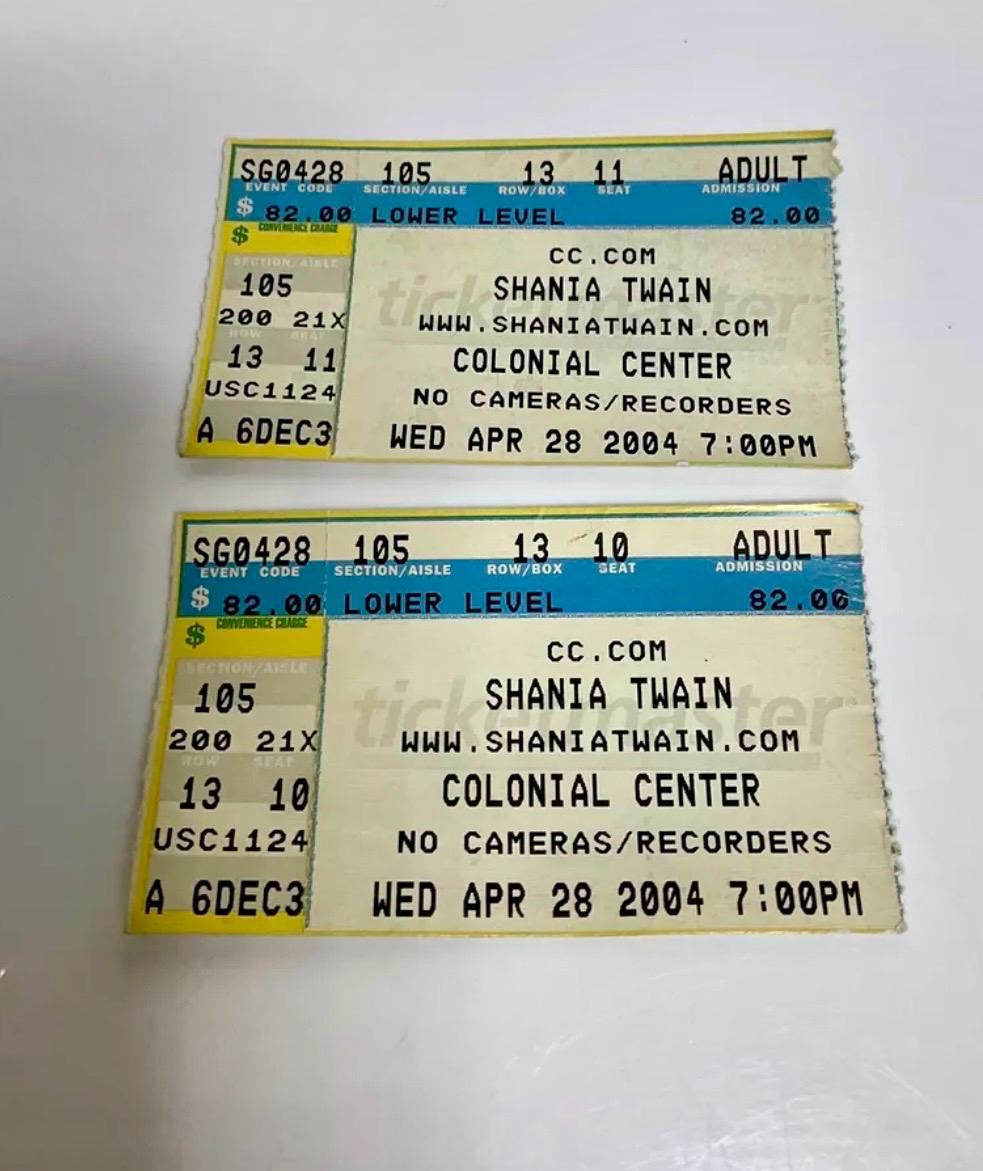 SG0428 105 13 11 ADULT
EVENT CODE SECTION/AISLE ROW/BOX SEAT ADMISSION
$ 82.00 LOWER LEVEL 82.00
$ CONVENIENCE CHARGE
CC.COM
SECTION/AISLE
105 SHANIA TWAIN
ticketmaster
200 21X WWW.SHANIATWAIN.COM
ROW SEAT
13 11 COLONIAL CENTER
USC1124 NO CAMERAS/RECORDERS
A 6DEC3 WED APR 28 2004 7:00PM
SG0428 105 13 10 ADULT
EVENT CODE SECTION/AISLE ROW/BOX SEAT ADMISSION
$ 82.00 LOWER LEVEL 82.00
$ CONVENIENCE CHARGE
CC.COM
SECTION/AISLE
105 SHANIA TWAIN
ticketmaster
200 21X WWW.SHANIATWAIN.COM
ROW SEAT
13 10 COLONIAL CENTER
USC1124 NO CAMERAS/RECORDERS
A 6DEC3 WED APR 28 2004 7:00PM